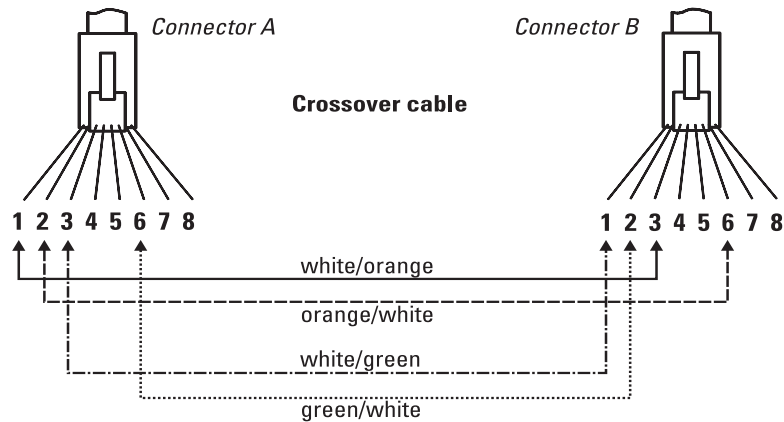 Connector A
Connector B
Crossover cable
1 2 3 4 5 6 7 8
1 2 3 4 5 6 7 8
white/orange
orange/white
white/green
green/white